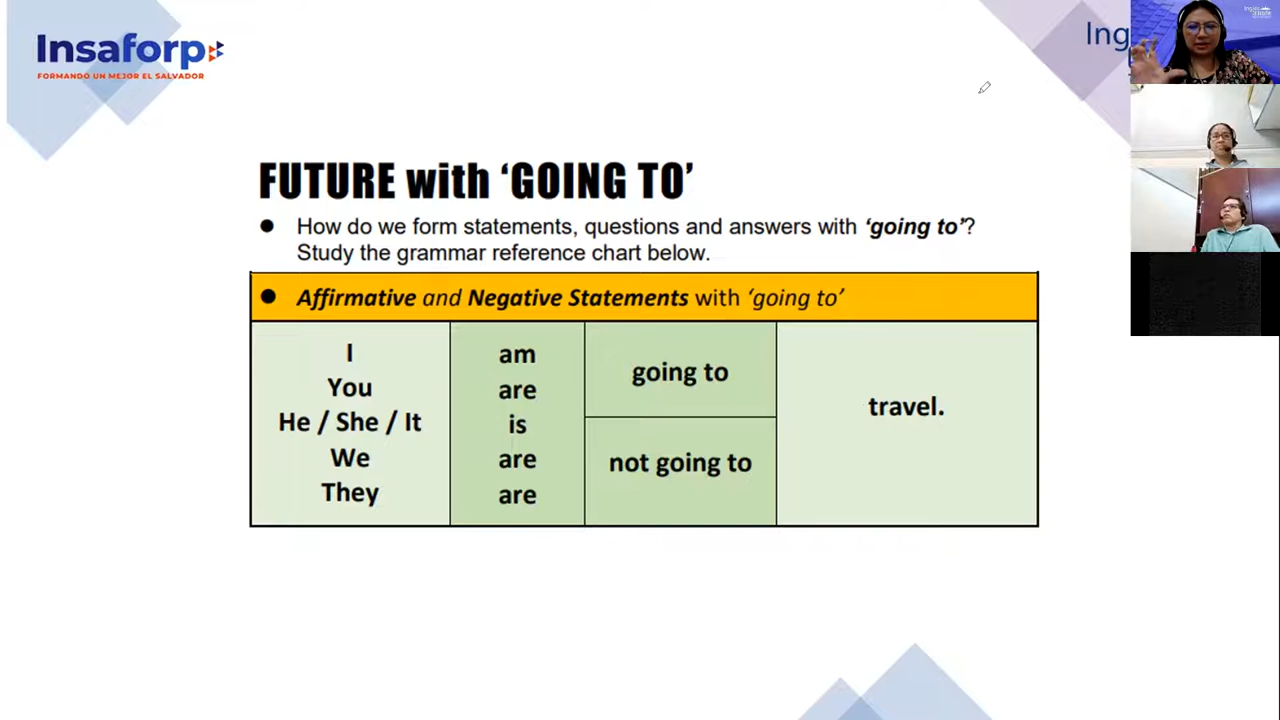 Insaforp
FORMANDO UN MEJOR EL SALVADOR
Ing
FUTURE with ‘GOING TO’
● How do we form statements, questions and answers with ‘going to’?
Study the grammar reference chart below.
● Affirmative and Negative Statements with ‘going to’
I
You
He / She / It
We
They
am
are
is
are
are
going to
not going to
travel.